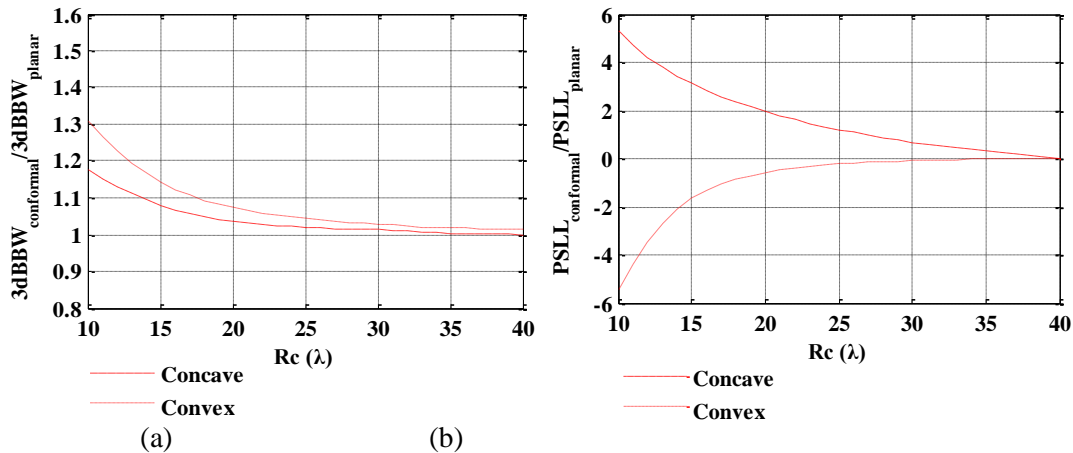 1.6
1.5
1.4
1.3
1.2
1.1
1
0.9
0.8
10 15 20 25 30 35 40
Rc (λ)
3dBBW_conformal/3dBBW_planar
Concave
Convex
(a)
6
4
2
0
-2
-4
-6
10 15 20 25 30 35 40
Rc (λ)
PSLL_conformal/PSLL_planar
Concave
Convex
(b)